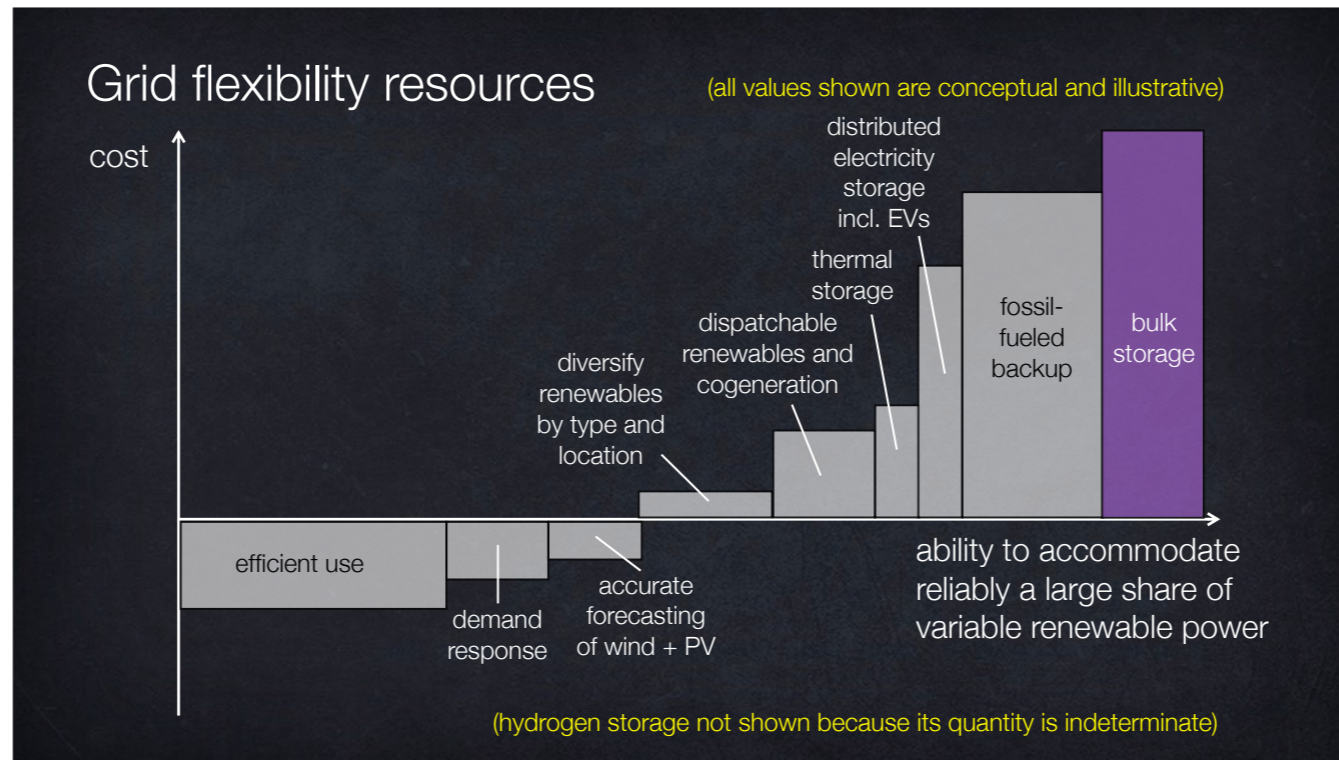 Grid flexibility resources
(all values shown are conceptual and illustrative)
cost
distributed
electricity
storage
incl. EVs
thermal
storage
dispatchable
renewables and
cogeneration
diversify
renewables
by type and
location
fossil-
fueled
backup
bulk
storage
efficient use
demand
response
accurate
forecasting
of wind + PV
ability to accommodate
reliably a large share of
variable renewable power
(hydrogen storage not shown because its quantity is indeterminate)